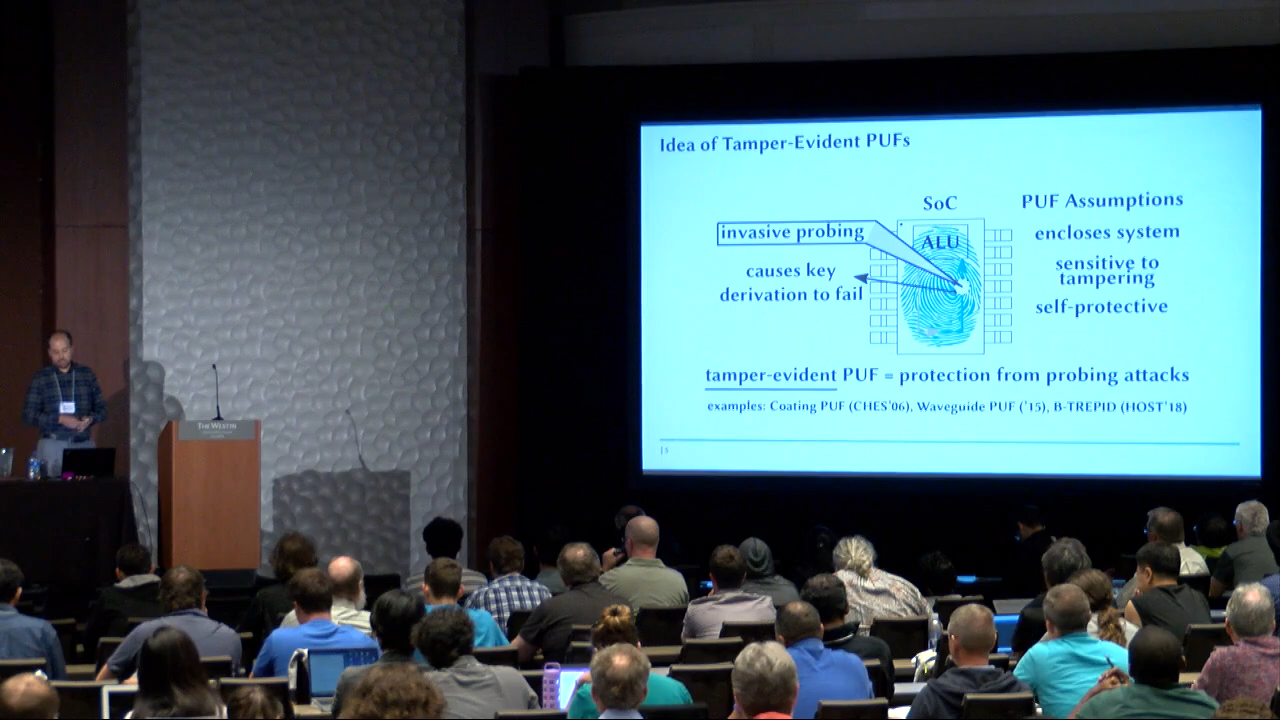 Idea of Tamper-Evident PUFs
SoC
PUF Assumptions
invasive probing
ALU
encloses system
causes key
derivation to fail
sensitive to
tampering
self-protective
tamper-evident PUF = protection from probing attacks
examples: Coating PUF (CHES'06), Waveguide PUF ('15), B-TREPID (HOST'18)
| 5
THE WESTIN